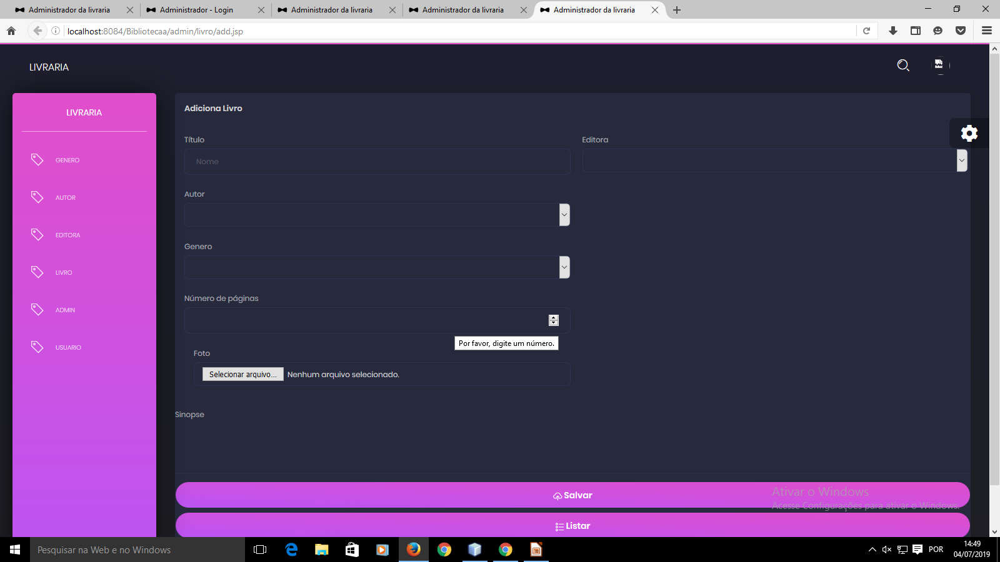 Administrador da livraria
Administrador - Login
Administrador da livraria
Administrador da livraria
Administrador da livraria
localhost:8084/Bibliotecaa/admin/livro/add.jsp
LIVRARIA
LIVRARIA
GENERO
AUTOR
EDITORA
LIVRO
ADMIN
USUARIO
Adiciona Livro
Título
Nome
Editora
Autor
Genero
Número de páginas
Por favor, digite um número.
Foto
Selecionar arquivo...
Nenhum arquivo selecionado.
Sinopse
Salvar
Ativar o Windows
Acesse Configurações para ativar o Windows.
Listar
Pesquisar na Web e no Windows
POR
14:49
04/07/2019